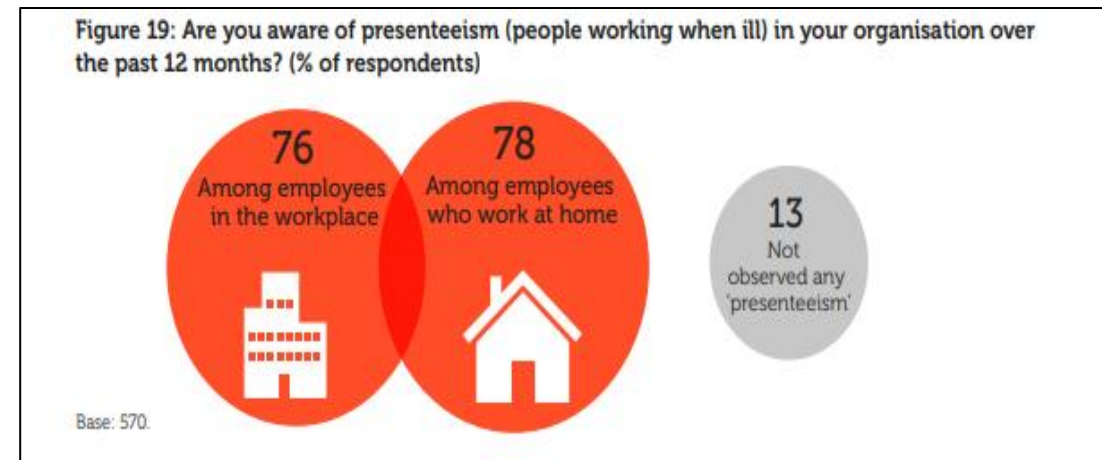 Figure 19: Are you aware of presenteeism (people working when ill) in your organisation over
the past 12 months? (% of respondents)
76
Among employees
in the workplace
78
Among employees
who work at home
13
Not
observed any
'presenteeism'
Base: 570.